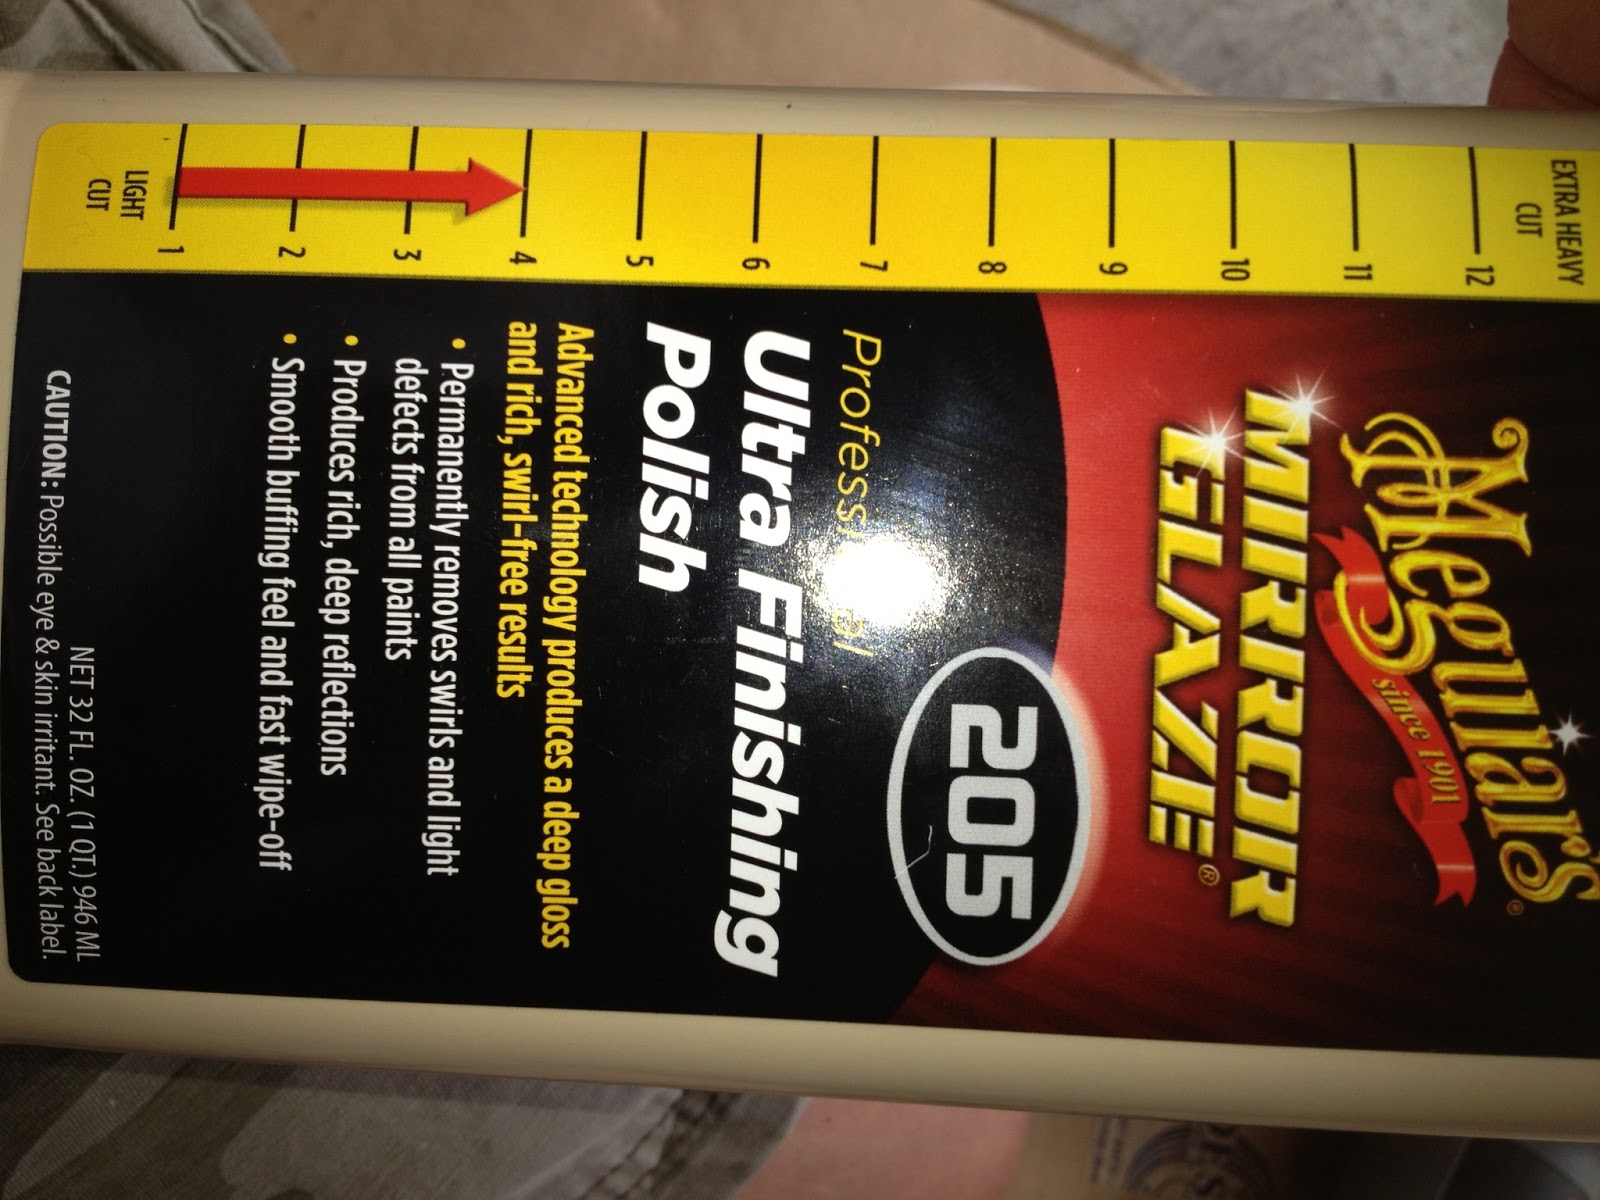 Meguiar's®
since 1901
MIRROR
GLAZE®
205
Professional
Ultra Finishing
Polish
Advanced technology produces a deep gloss
and rich, swirl-free results
• Permanently removes swirls and light
defects from all paints
• Produces rich, deep reflections
• Smooth buffing feel and fast wipe-off
NET 32 FL. OZ. (1 QT.) 946 ML
CAUTION: Possible eye & skin irritant. See back label.
EXTRA HEAVY
CUT
12
11
10
9
8
7
6
5
4
3
2
1
LIGHT
CUT